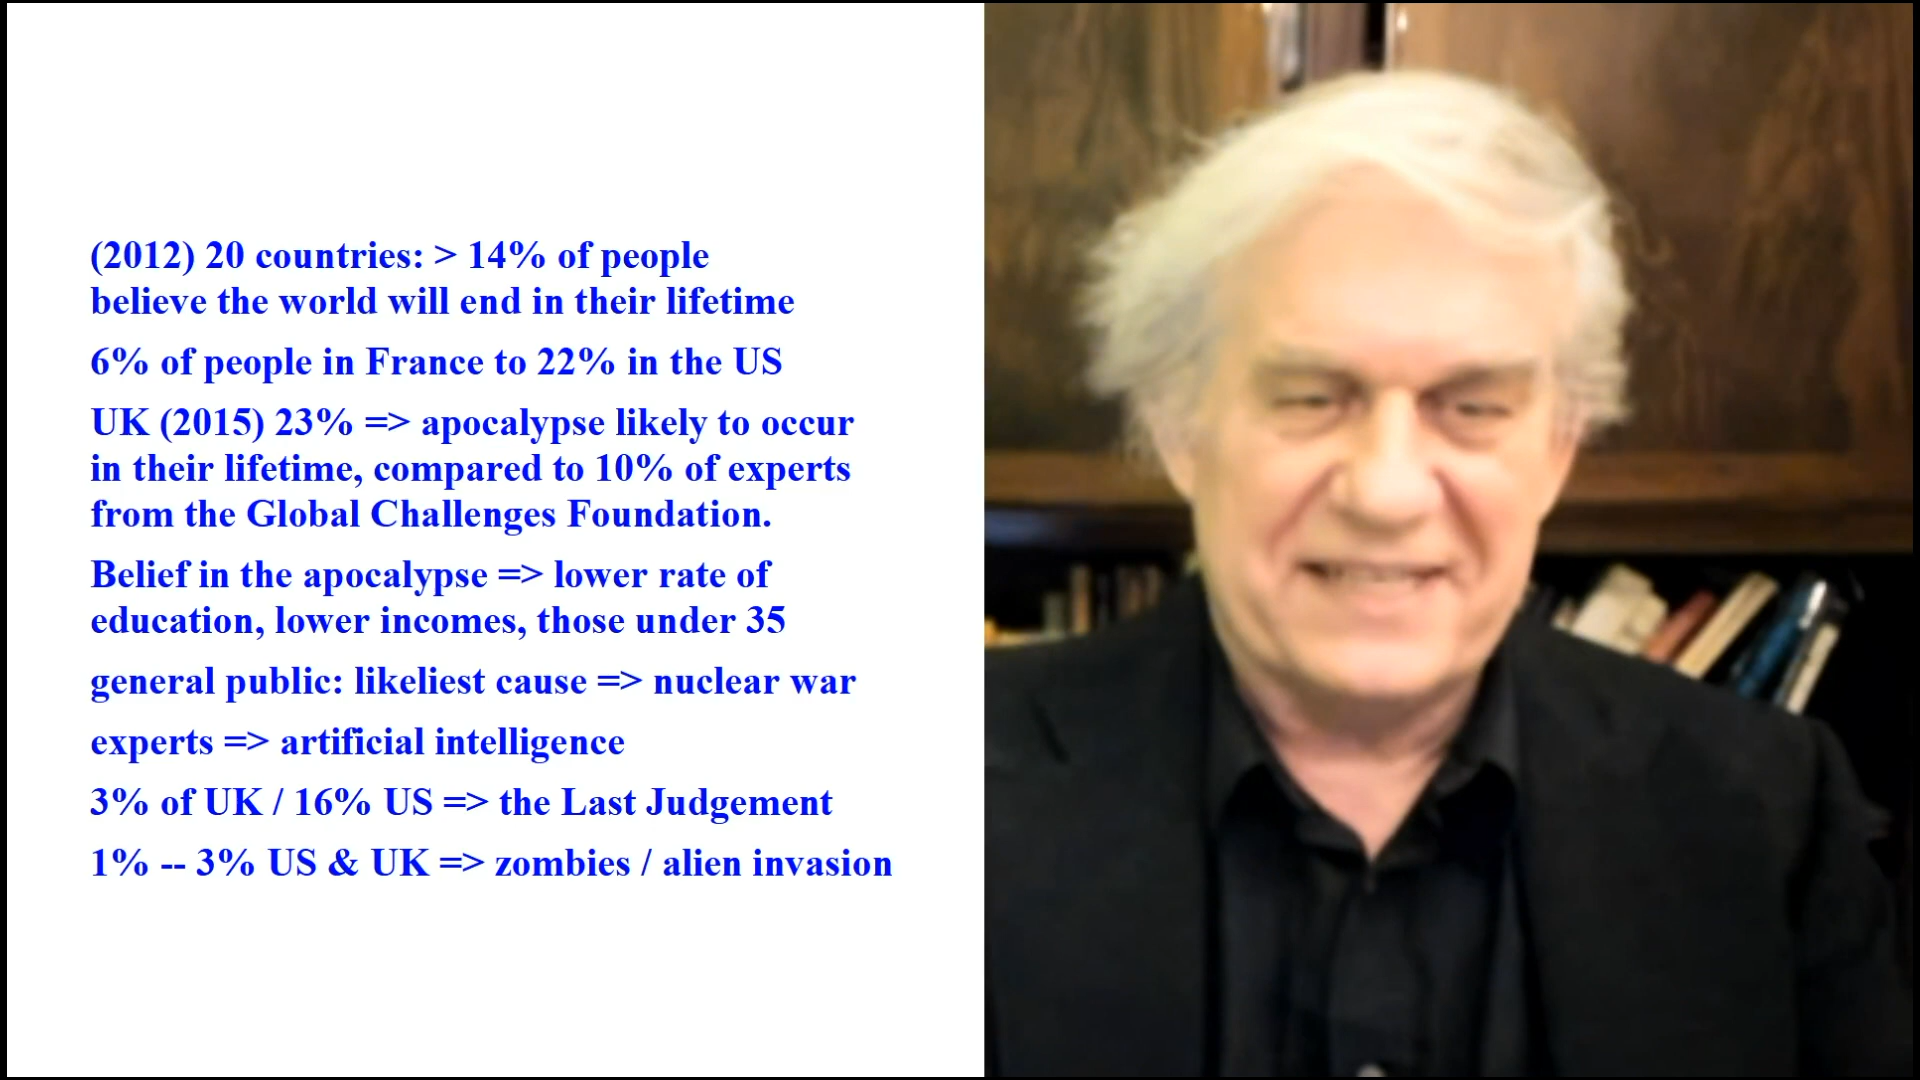 (2012) 20 countries: > 14% of people
believe the world will end in their lifetime
6% of people in France to 22% in the US
UK (2015) 23% => apocalypse likely to occur
in their lifetime, compared to 10% of experts
from the Global Challenges Foundation.
Belief in the apocalypse => lower rate of
education, lower incomes, those under 35
general public: likeliest cause => nuclear war
experts => artificial intelligence
3% of UK / 16% US => the Last Judgement
1% -- 3% US & UK => zombies / alien invasion